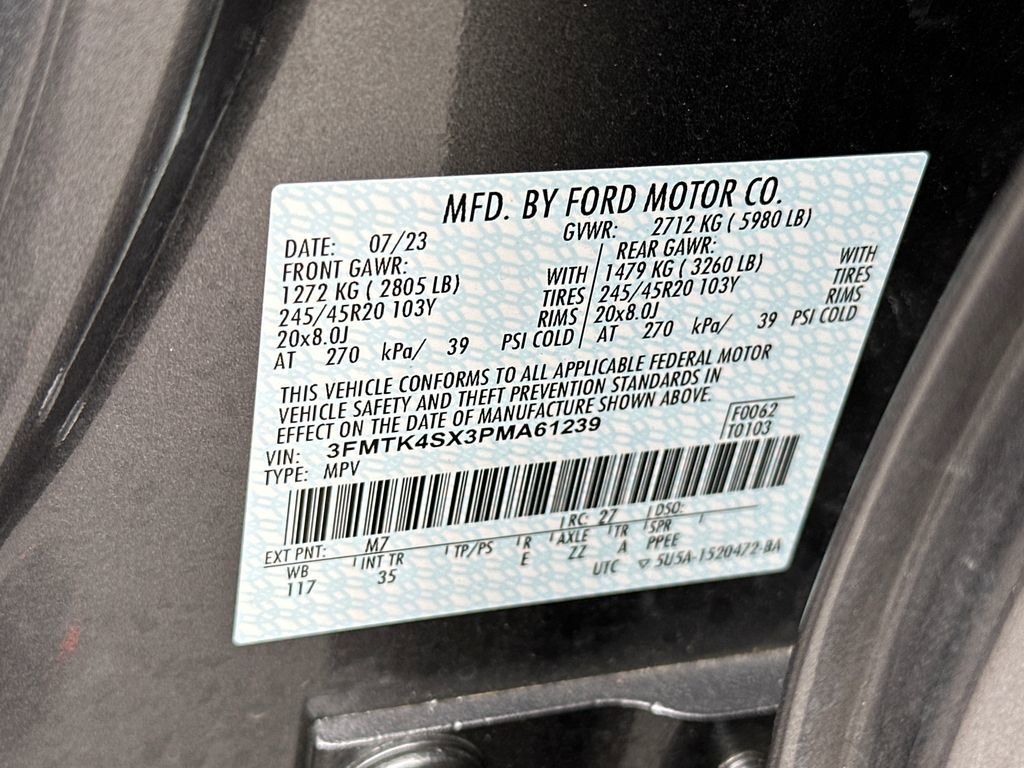 MFD. BY FORD MOTOR CO.
DATE: 07/23 GVWR: 2712 KG ( 5980 LB)
FRONT GAWR: REAR GAWR:
1272 KG ( 2805 LB) WITH 1479 KG ( 3260 LB) WITH
245/45R20 103Y TIRES 245/45R20 103Y TIRES
20x8.0J RIMS 20x8.0J RIMS
AT 270 kPa/ 39 PSI COLD AT 270 kPa/ 39 PSI COLD
THIS VEHICLE CONFORMS TO ALL APPLICABLE FEDERAL MOTOR
VEHICLE SAFETY AND THEFT PREVENTION STANDARDS IN
EFFECT ON THE DATE OF MANUFACTURE SHOWN ABOVE.
VIN: 3FMTK4SX3PMA61239 F0062
TYPE: MPV T0103
EXT PNT: M7 RC: 27 DSO:
WB INT TR TP/PS R AXLE TR SPR
117 35 E ZZ A PPEE
UTC ▽ 5U5A-1520472-BA